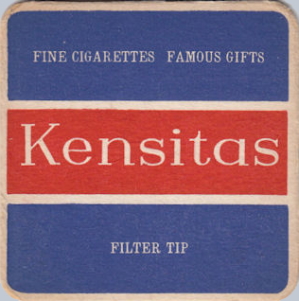 FINE CIGARETTES FAMOUS GIFTS
Kensitas
FILTER TIP